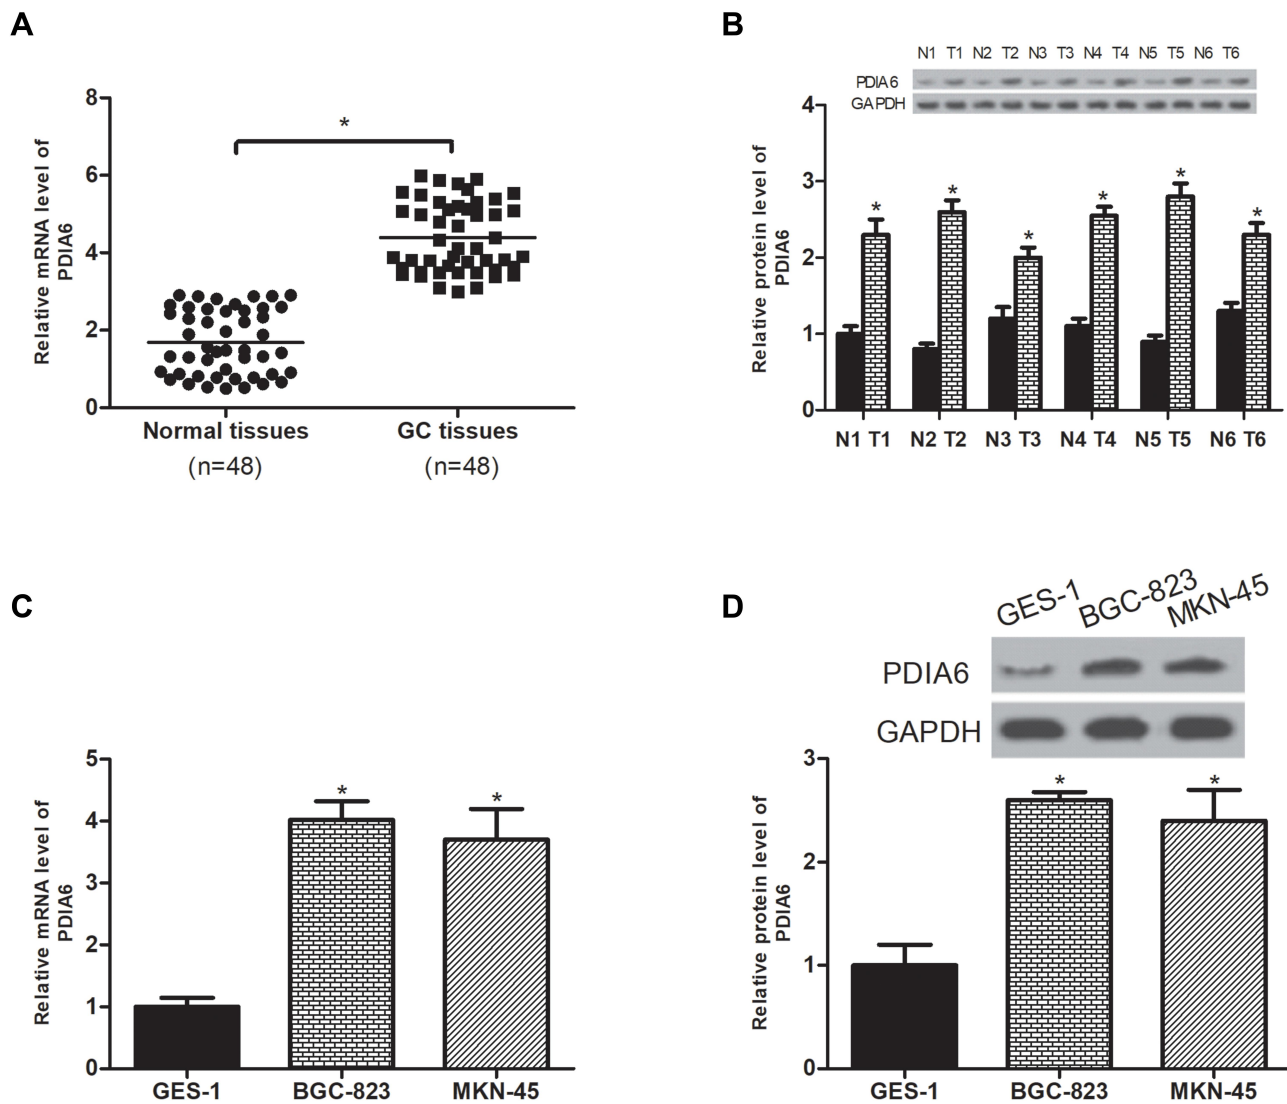 A
Relative mRNA level of
PDIA6
8
6
4
2
0
*
Normal tissues
GC tissues
(n=48)
(n=48)
B
N1 T1 N2 T2 N3 T3 N4 T4 N5 T5 N6 T6
PDIA6
GAPDH
Relative protein level of
PDIA6
4
3
2
1
0
* * * * * *
N1 T1 N2 T2 N3 T3 N4 T4 N5 T5 N6 T6
C
Relative mRNA level of
PDIA6
5
4
3
2
1
0
* *
GES-1 BGC-823 MKN-45
D
GES-1 BGC-823 MKN-45
PDIA6
GAPDH
Relative protein level of
PDIA6
3
2
1
0
* *
GES-1 BGC-823 MKN-45